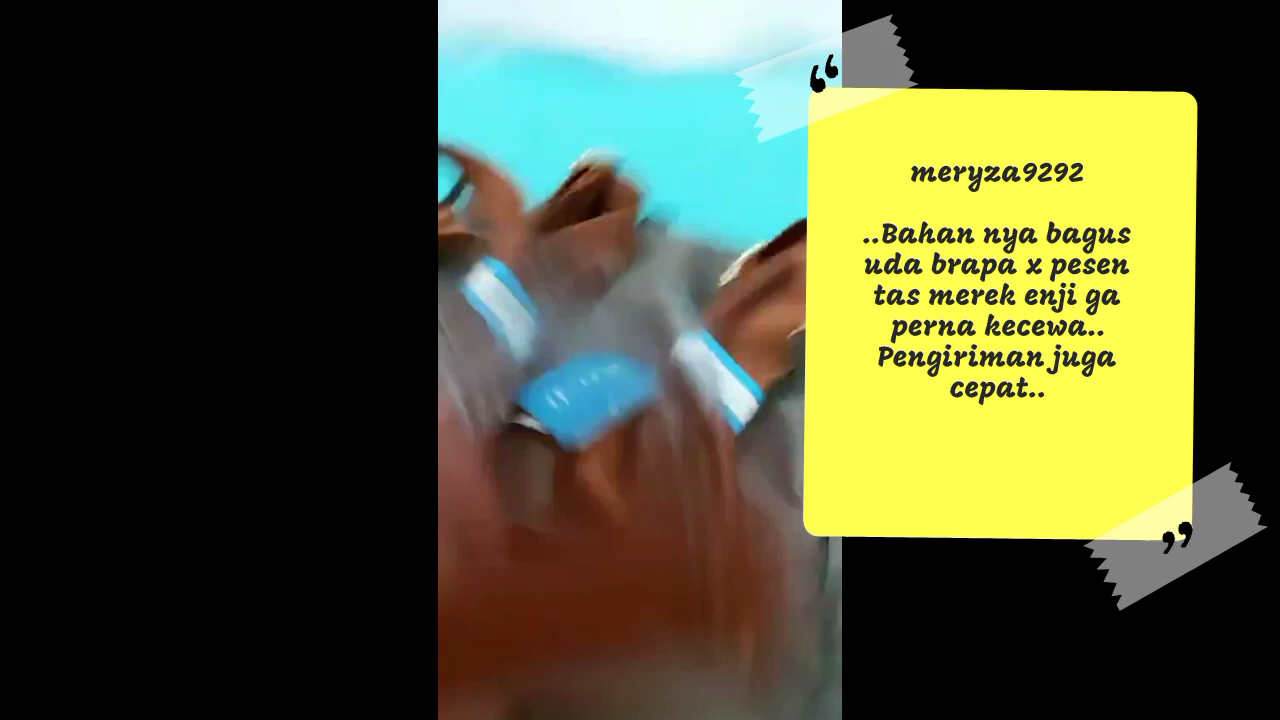 meryza9292
..Bahan nya bagus
uda brapa x pesen
tas merek enji ga
perna kecewa..
Pengiriman juga
cepat..